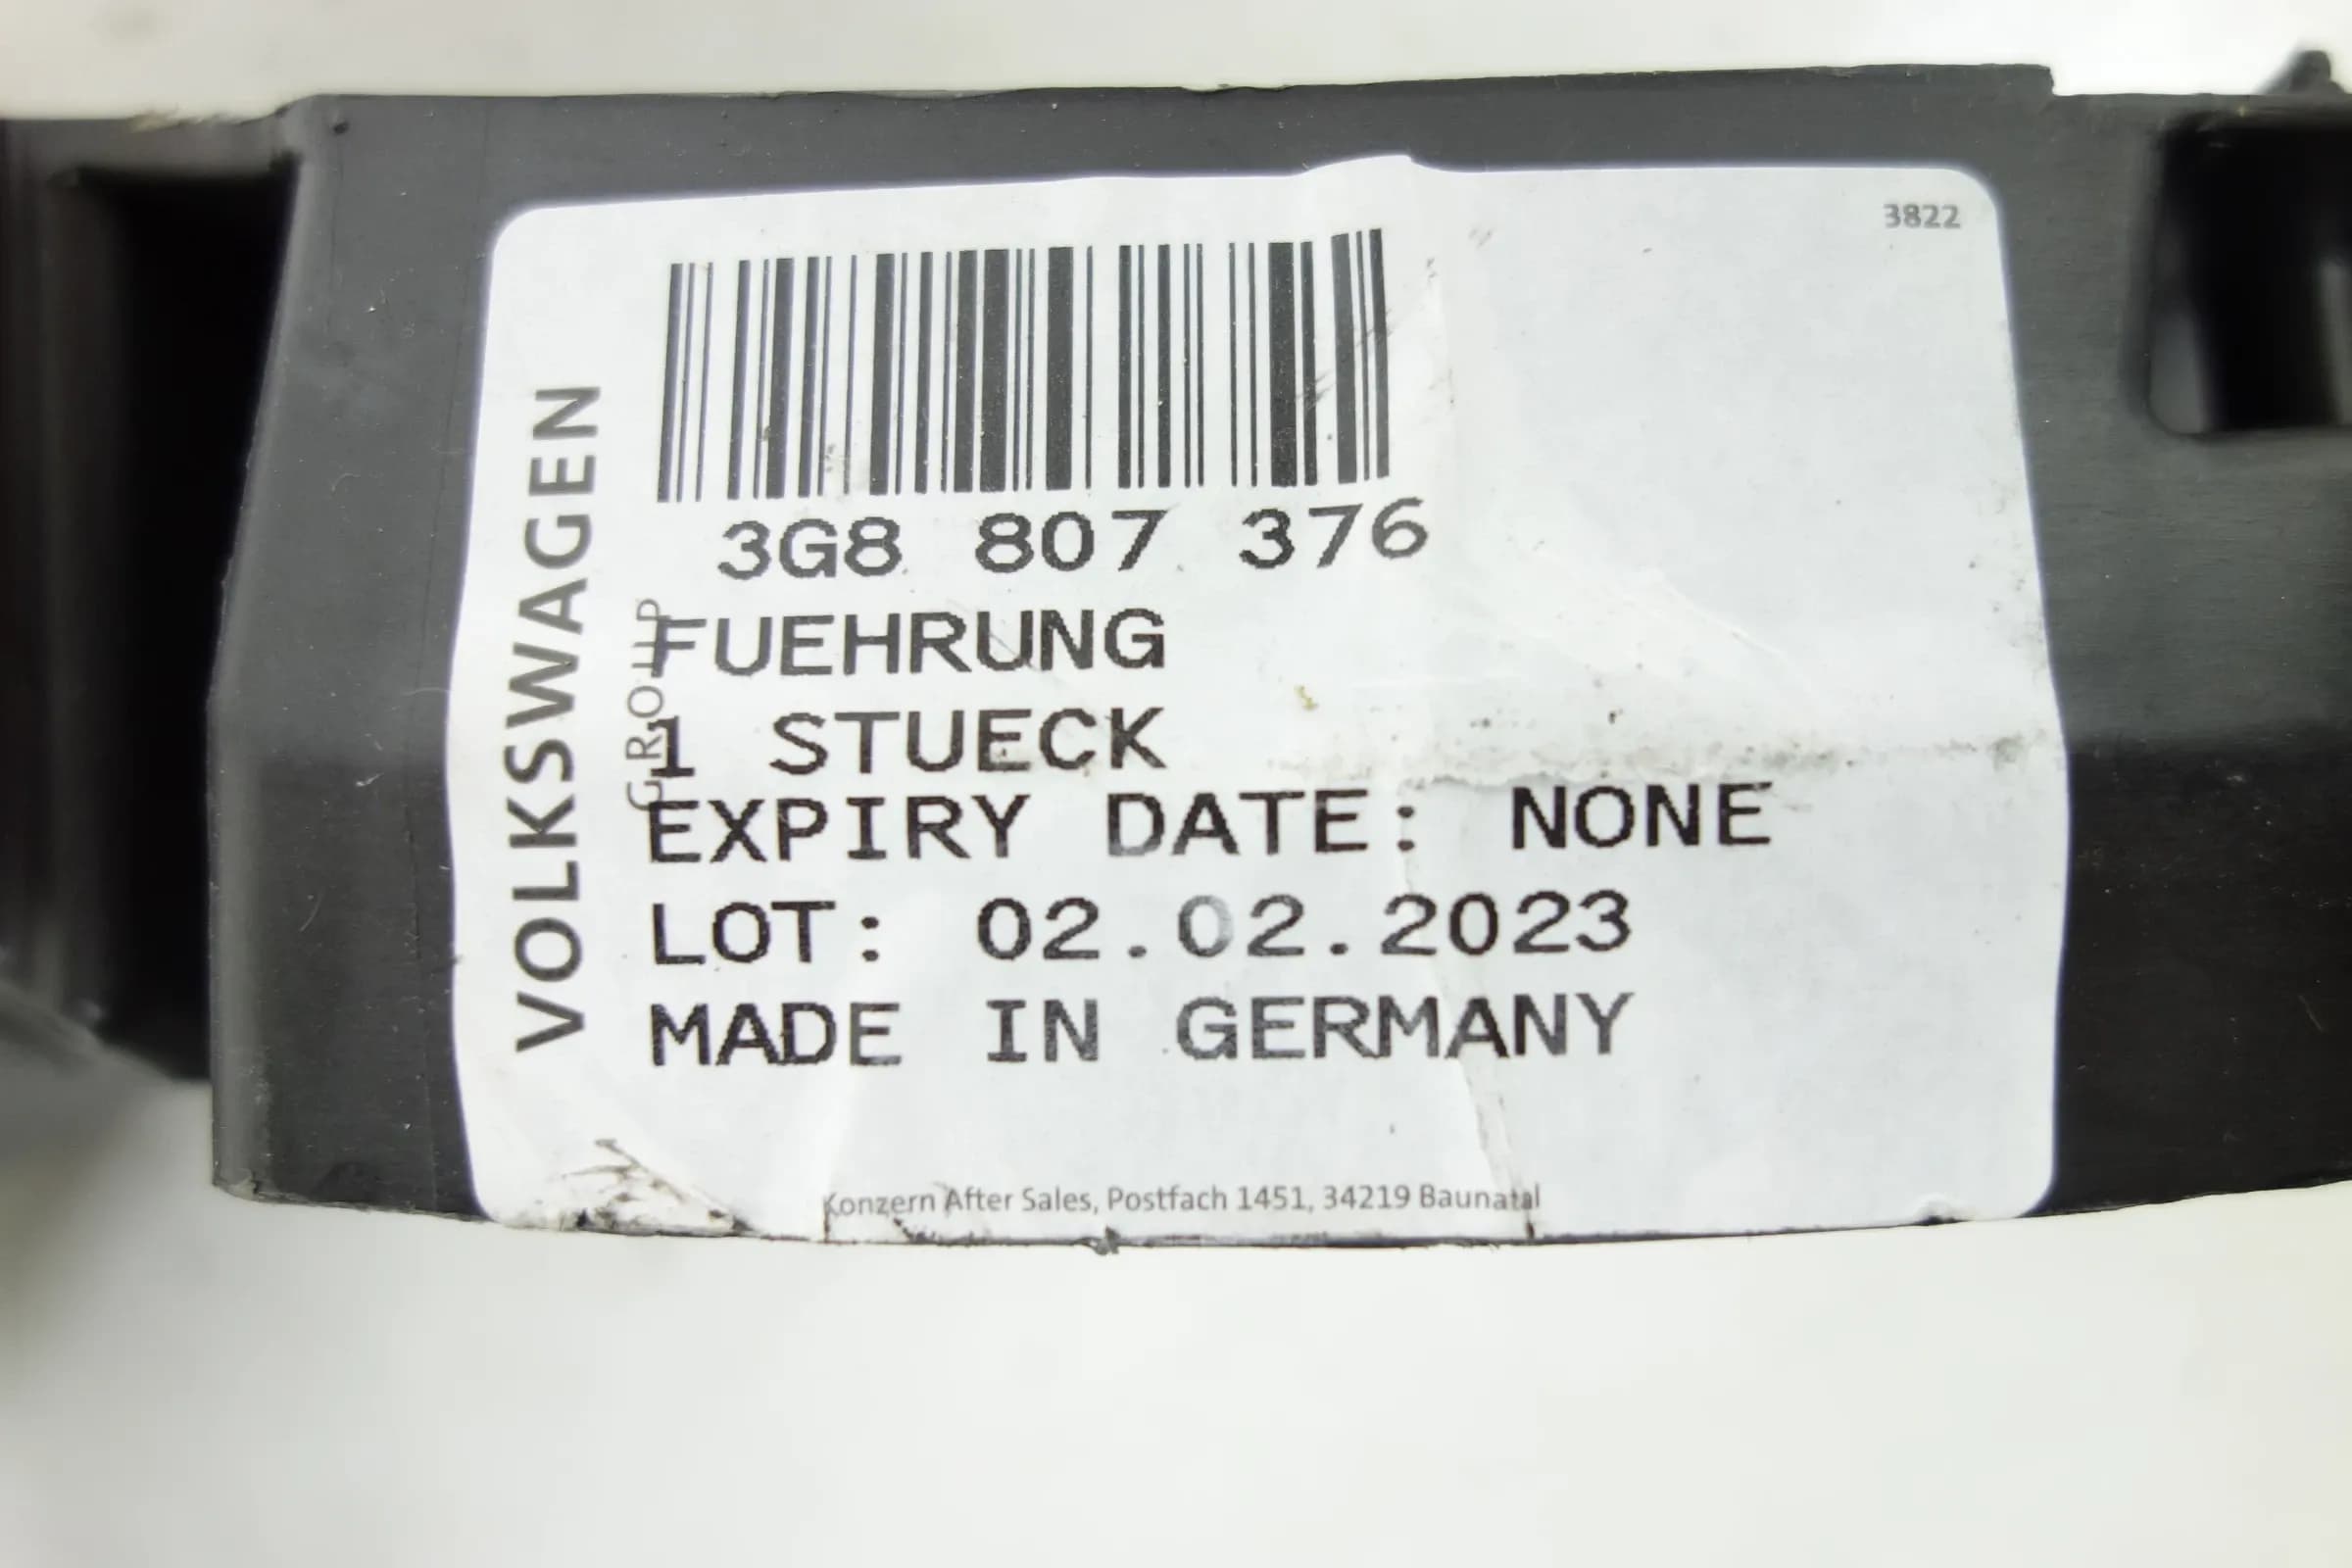 3822
VOLKSWAGEN
GROUP
3G8 807 376
FUEHRUNG
1 STUECK
EXPIRY DATE: NONE
LOT: 02.02.2023
MADE IN GERMANY
Konzern After Sales, Postfach 1451, 34219 Baunatal